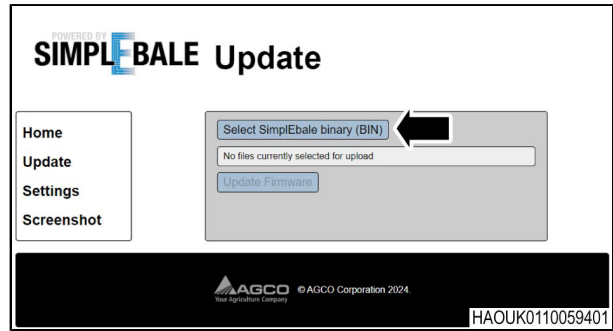 POWERED BY
SIMPLEBALE Update
Home
Update
Settings
Screenshot
Select SimplEbale binary (BIN)
No files currently selected for upload
Update Firmware
AGCO
Your Agriculture Company
© AGCO Corporation 2024.
HAOUK0110059401